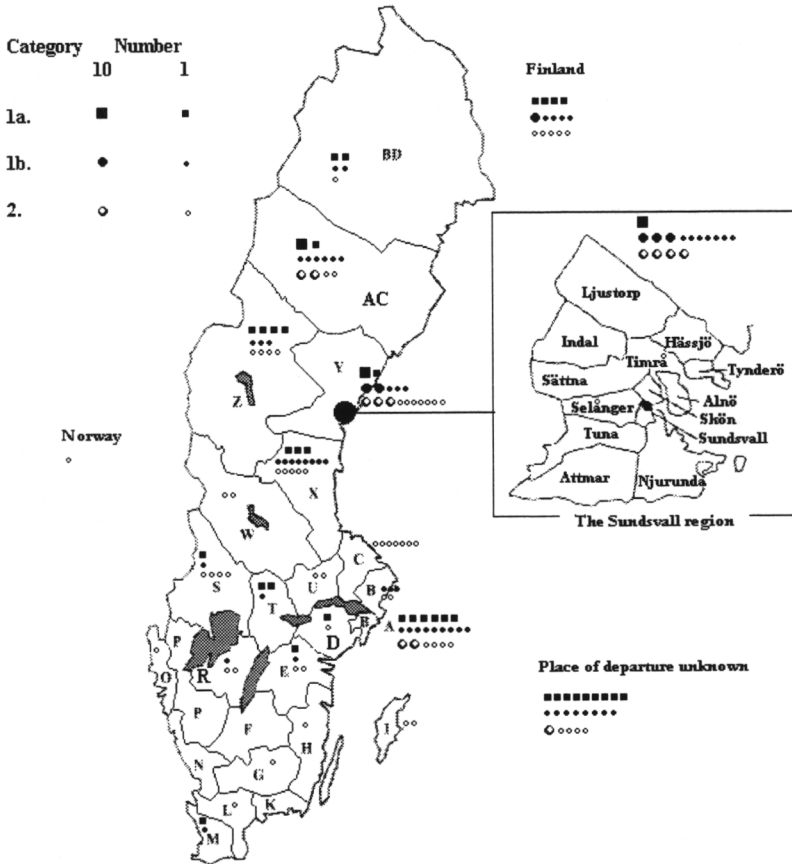 Category Number
10 1
1a.
1b.
2.
Finland
BD
AC
Y
Z
Norway
X
W
S
T
U
C
B
A
B
D
P
O
R
E
P
F
H
I
N
G
L
K
M
Ljustorp
Indal
Hässjö
Timrå
Tynderö
Sättna
Alnö
Selånger
Skön
Tuna
Sundsvall
Attmar
Njurunda
The Sundsvall region
Place of departure unknown